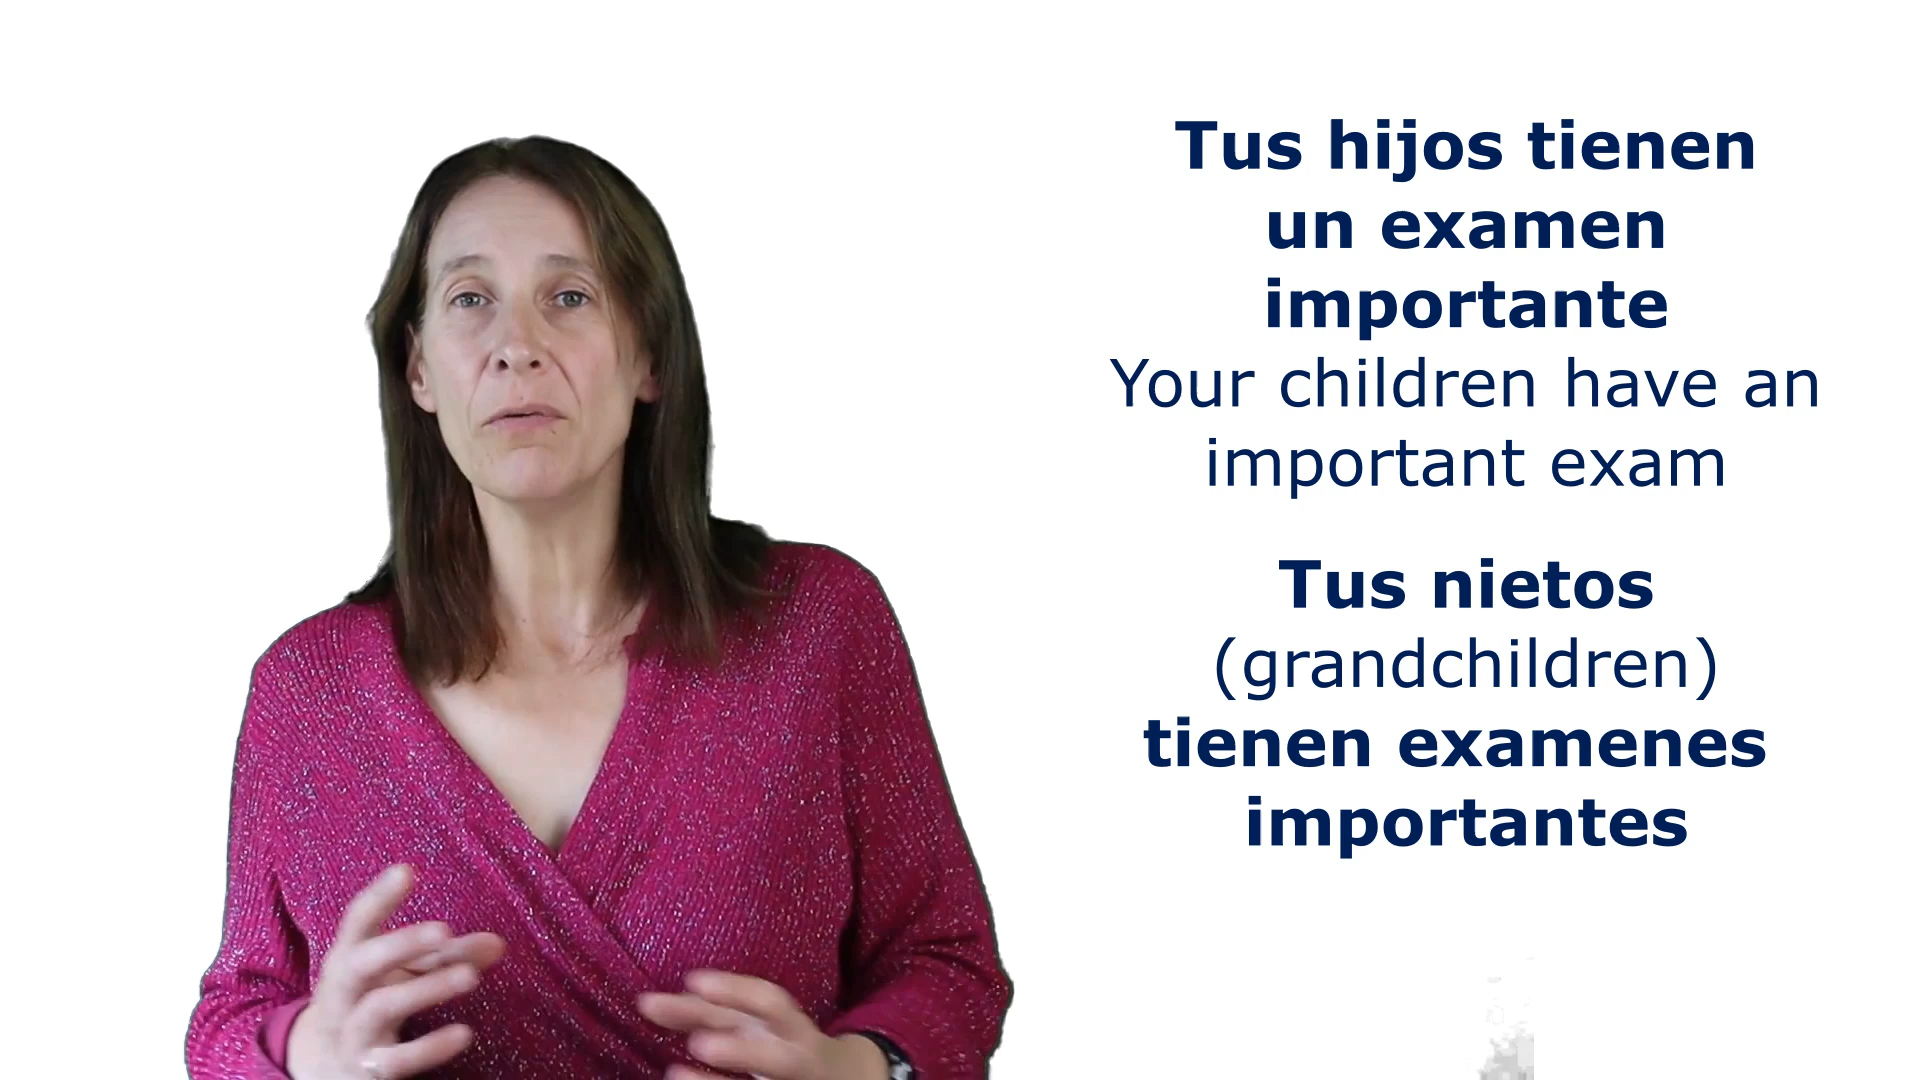 Tus hijos tienen
un examen
importante
Your children have an
important exam
Tus nietos
(grandchildren)
tienen examenes
importantes